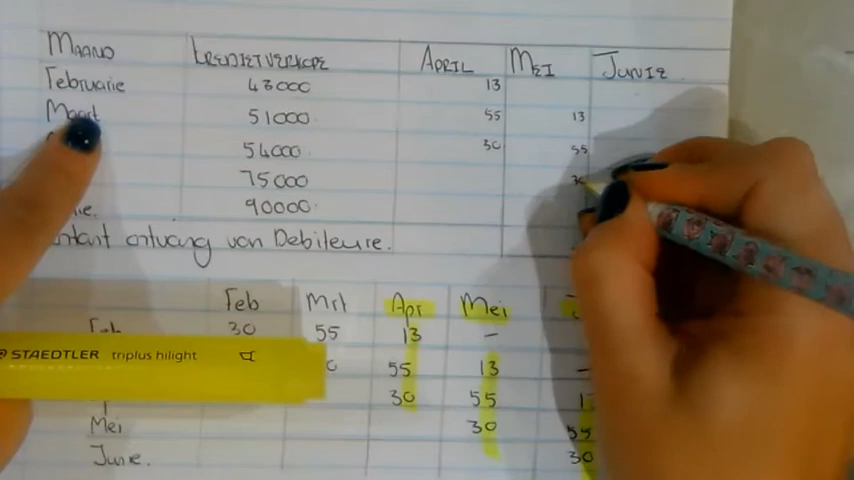 MAAND KREDIETVERKOPE APRIL MEI JUNIE
Februarie 43000 13
Maart 51000 55 13
54000 30 55
75000 30
90000
ontvang van Debiteure.
Feb Mrt Apr Mei
Feb 30 55 13 -
55 13 -
30 55 13
Mei 30 55
Junie. 30
STAEDTLER triplus hilight